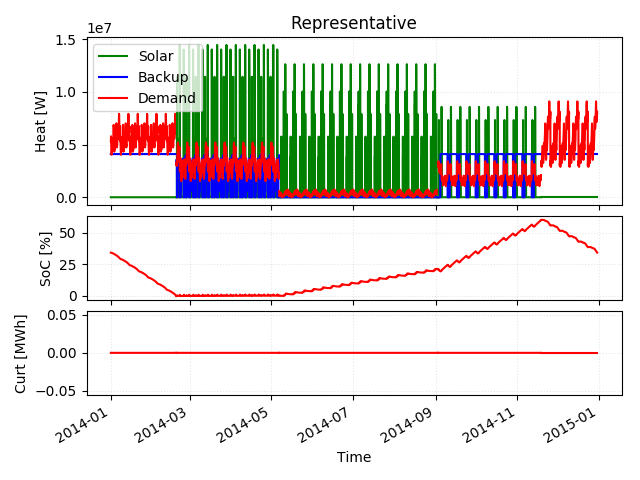 Representative
1e7
1.5
1.0
0.5
0.0
Heat [W]
Solar
Backup
Demand
50
25
0
SoC [%]
0.05
0.00
−0.05
Curt [MWh]
2014-01
2014-03
2014-05
2014-07
2014-09
2014-11
2015-01
Time